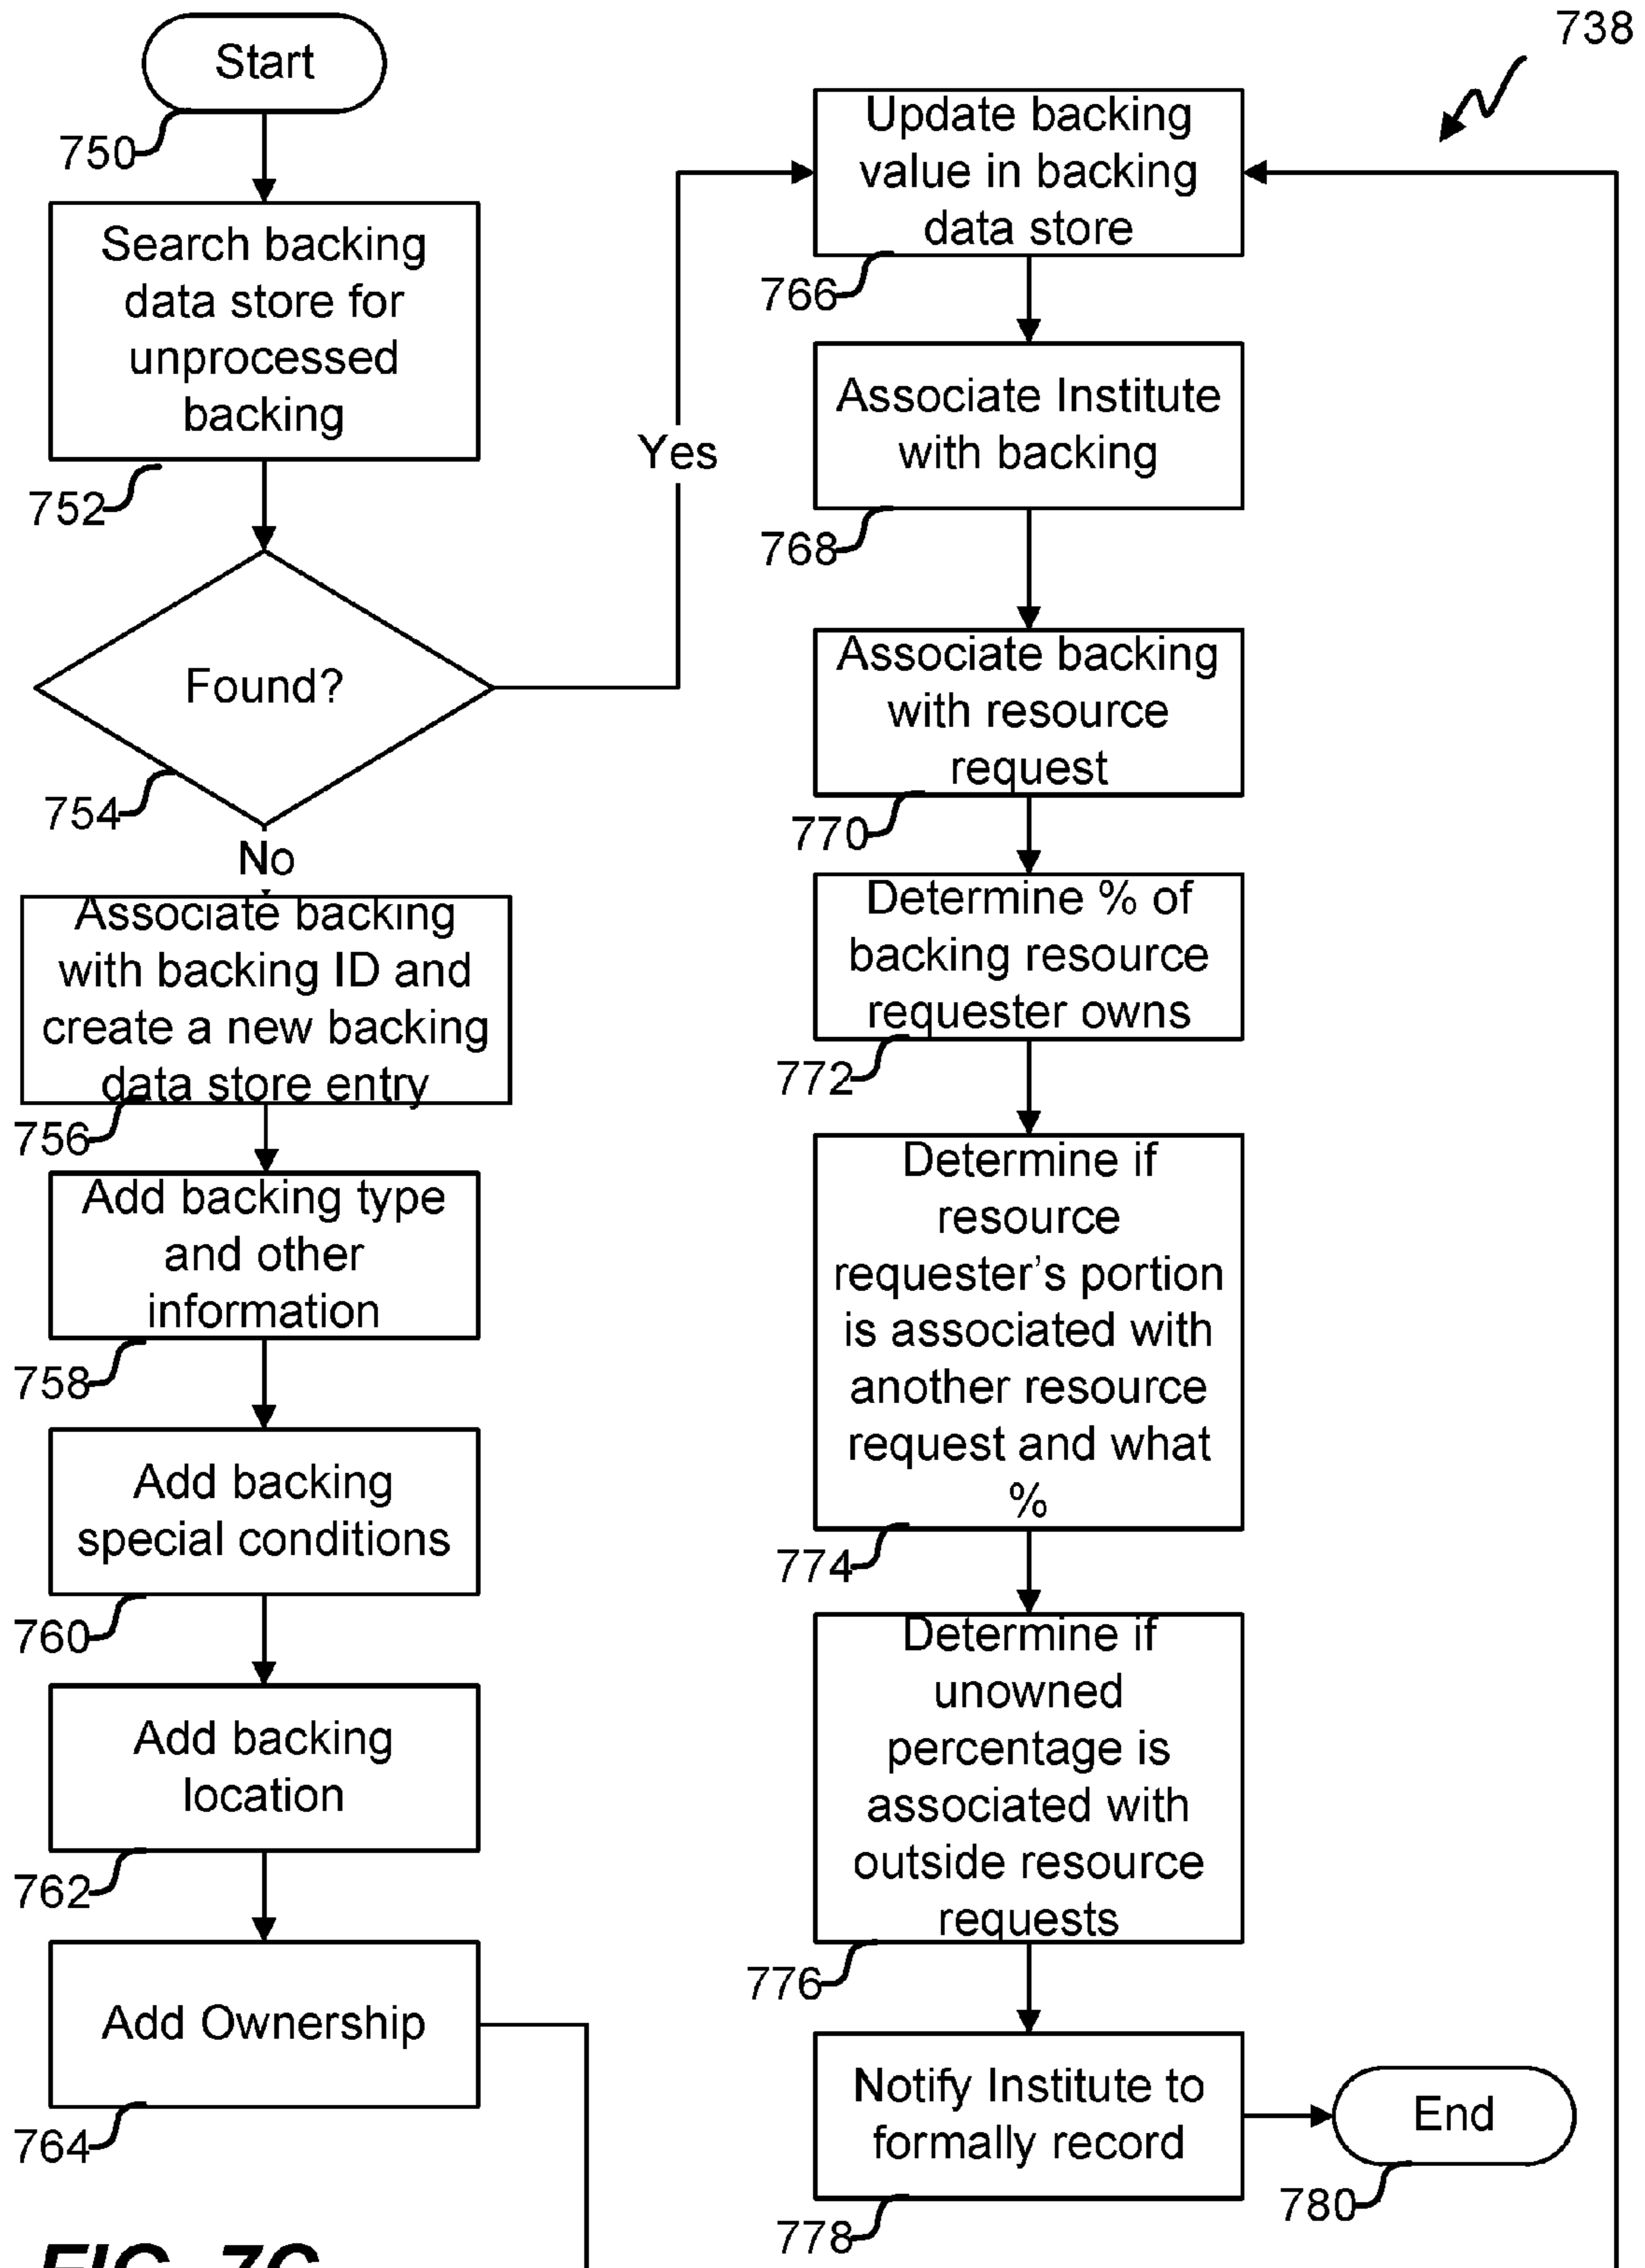 Start
750
Search backing
data store for
unprocessed
backing
752
Found?
Yes
754
No
Associate backing
with backing ID and
create a new backing
data store entry
756
Add backing type
and other
information
758
Add backing
special conditions
760
Add backing
location
762
Add Ownership
764
738
Update backing
value in backing
data store
766
Associate Institute
with backing
768
Associate backing
with resource
request
770
Determine % of
backing resource
requester owns
772
Determine if
resource
requester's portion
is associated with
another resource
request and what
%
774
Determine if
unowned
percentage is
associated with
outside resource
requests
776
Notify Institute to
formally record
778
End
780
FIG. 7C